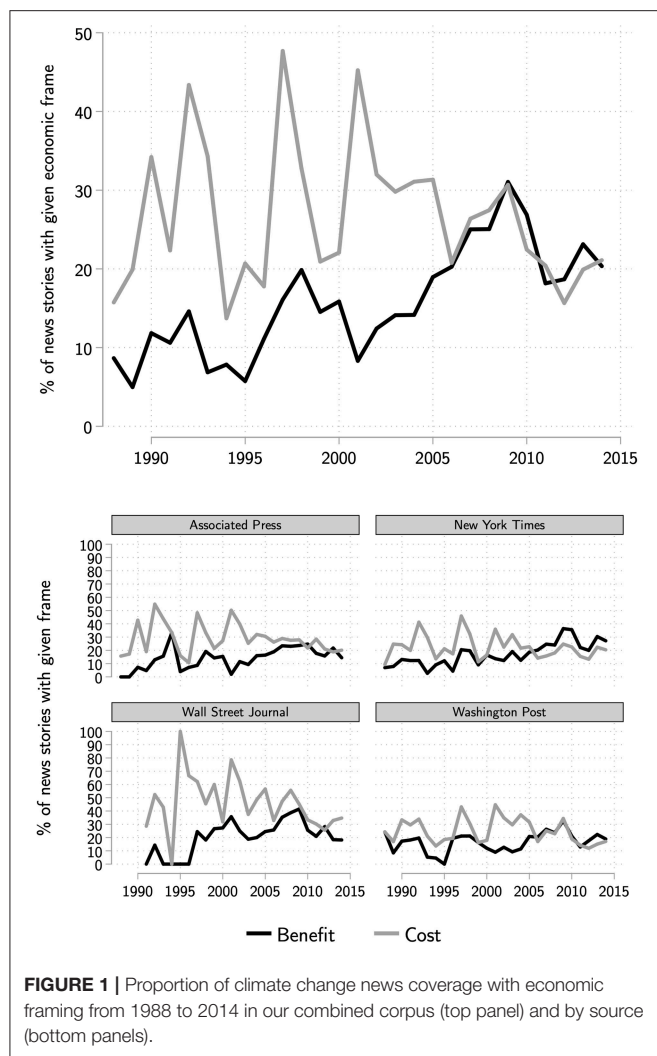 % of news stories with given economic frame
50
40
30
20
10
0
1990 1995 2000 2005 2010 2015
% of news stories with given frame
Associated Press
New York Times
100
90
80
70
60
50
40
30
20
10
0
Wall Street Journal
Washington Post
100
90
80
70
60
50
40
30
20
10
0
1990 1995 2000 2005 2010 2015
1990 1995 2000 2005 2010 2015
Benefit Cost
FIGURE 1 | Proportion of climate change news coverage with economic
framing from 1988 to 2014 in our combined corpus (top panel) and by source
(bottom panels).